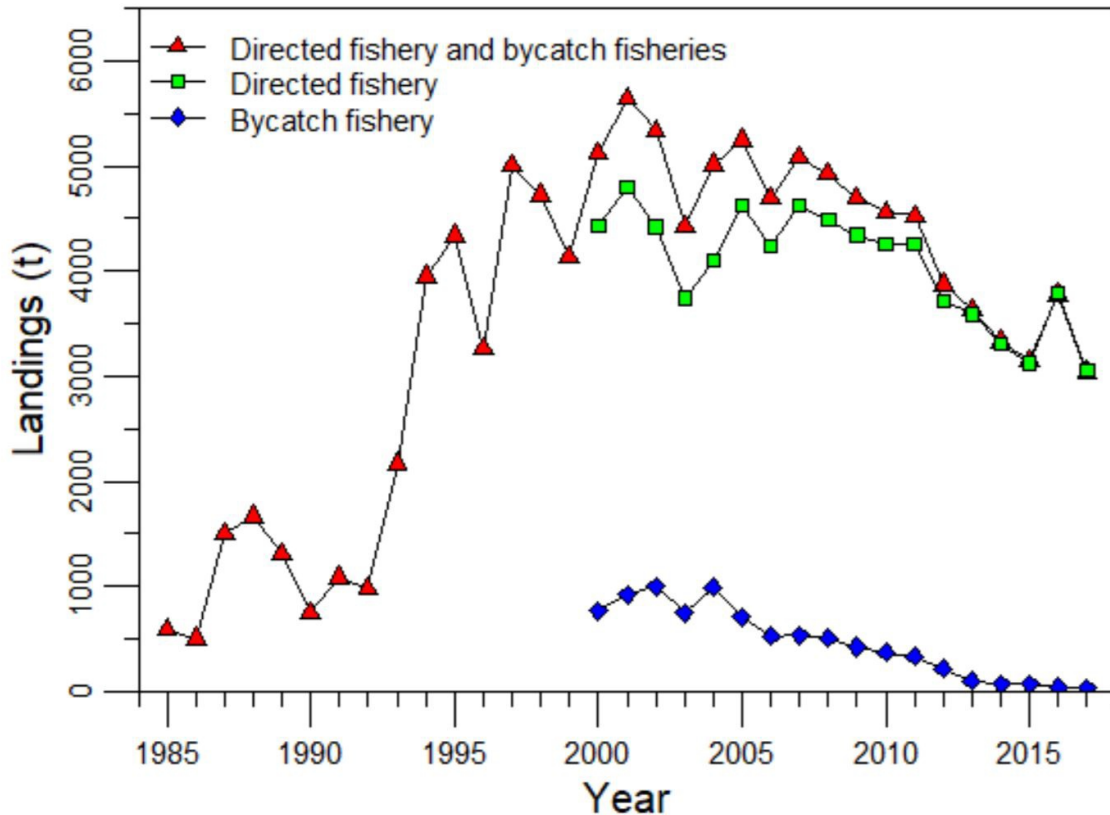 Directed fishery and bycatch fisheries
Directed fishery
Bycatch fishery
Landings (t)
6000
5000
4000
3000
2000
1000
0
1985 1990 1995 2000 2005 2010 2015
Year